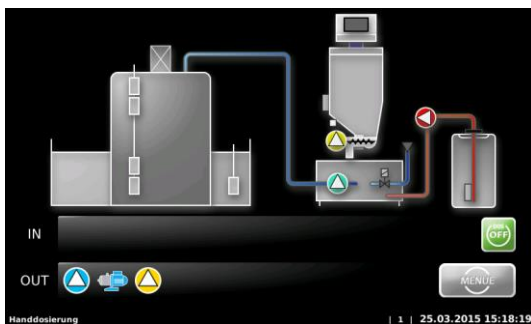 IN
OFF
OUT
MENUE
Handdosierung
| 1 | 25.03.2015 15:18:19